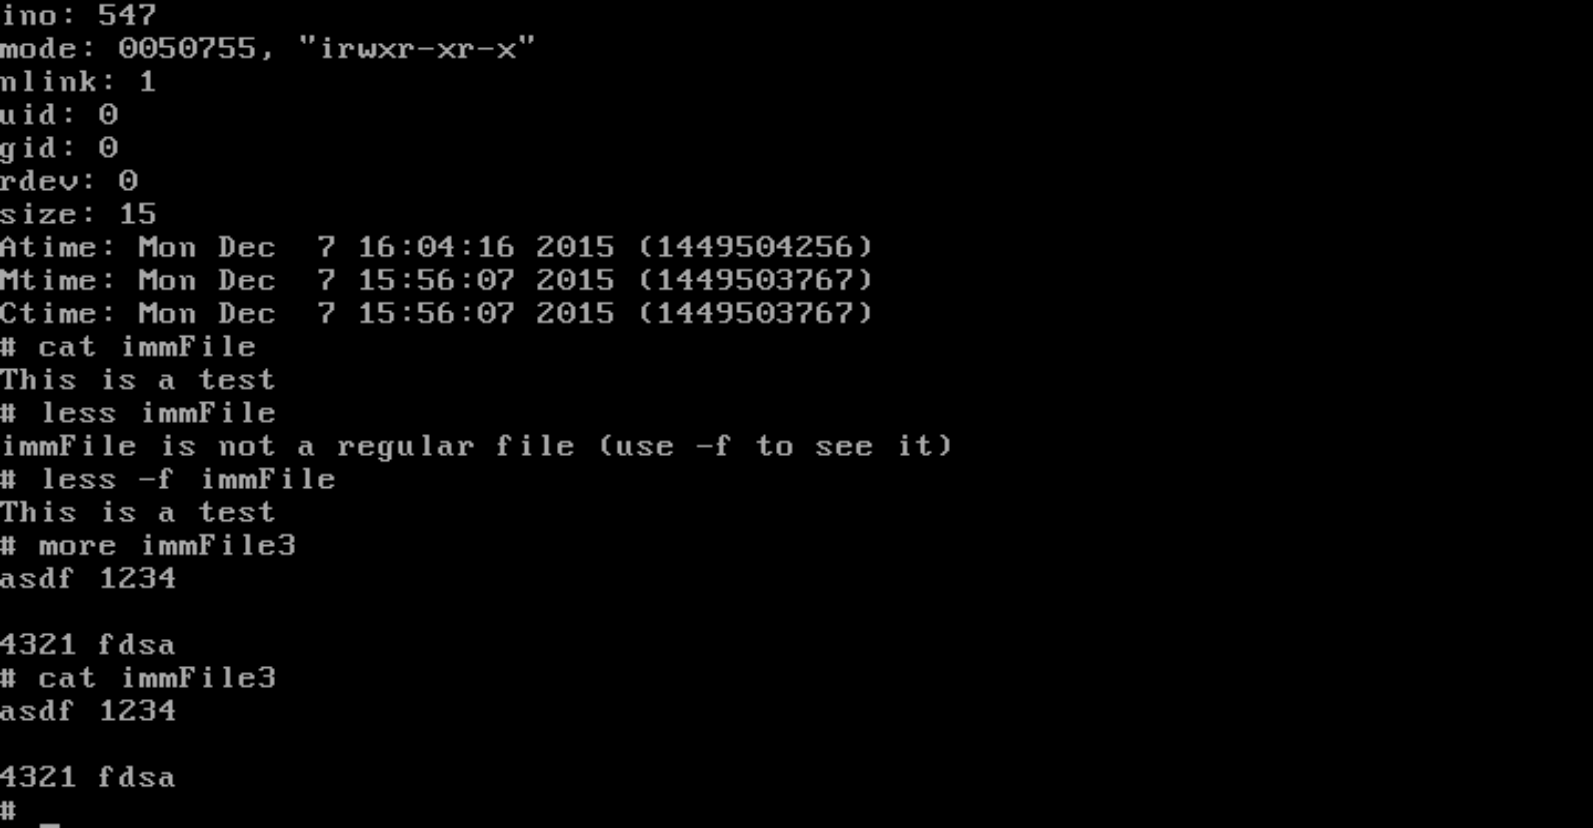 ino: 547
mode: 0050755, "irwxr-xr-x"
nlink: 1
uid: 0
gid: 0
rdev: 0
size: 15
Atime: Mon Dec  7 16:04:16 2015 (1449504256)
Mtime: Mon Dec  7 15:56:07 2015 (1449503767)
Ctime: Mon Dec  7 15:56:07 2015 (1449503767)
# cat immFile
This is a test
# less immFile
immFile is not a regular file (use -f to see it)
# less -f immFile
This is a test
# more immFile3
asdf 1234

4321 fdsa
# cat immFile3
asdf 1234

4321 fdsa
# _